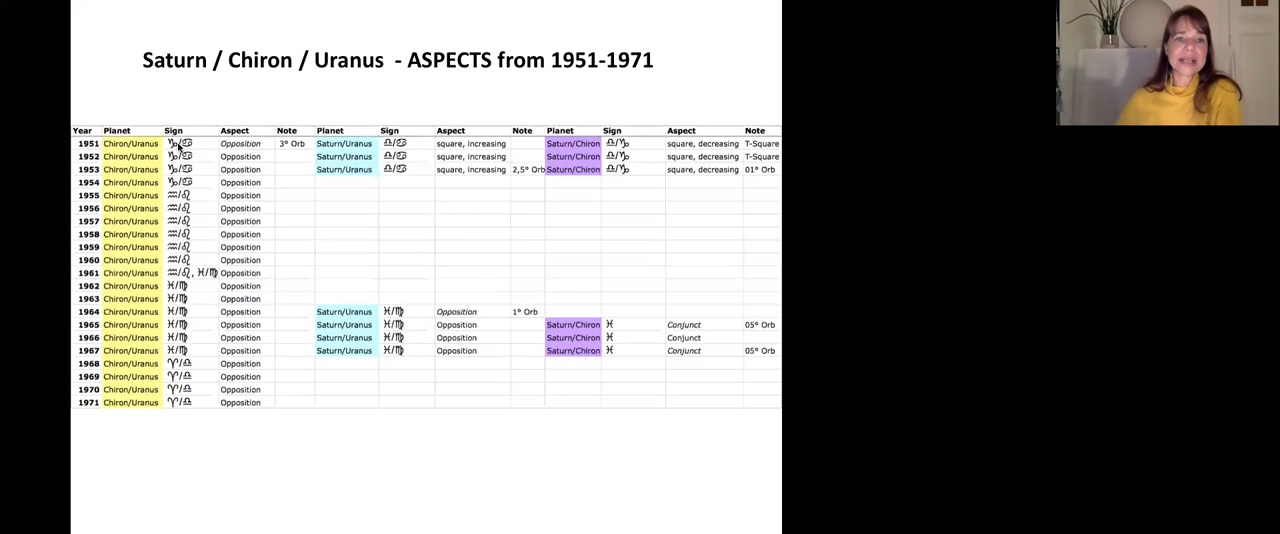 Saturn / Chiron / Uranus - ASPECTS from 1951-1971
Year Planet Sign Aspect Note Planet Sign Aspect Note Planet Sign Aspect Note
1951 Chiron/Uranus ♑/♋ Opposition 3° Orb Saturn/Uranus ♎/♋ square, increasing Saturn/Chiron ♎/♑ square, decreasing T-Square
1952 Chiron/Uranus ♑/♋ Opposition Saturn/Uranus ♎/♋ square, increasing Saturn/Chiron ♎/♑ square, decreasing T-Square
1953 Chiron/Uranus ♑/♋ Opposition Saturn/Uranus ♎/♋ square, increasing 2,5° Orb Saturn/Chiron ♎/♑ square, decreasing 01° Orb
1954 Chiron/Uranus ♑/♋ Opposition
1955 Chiron/Uranus ♒/♌ Opposition
1956 Chiron/Uranus ♒/♌ Opposition
1957 Chiron/Uranus ♒/♌ Opposition
1958 Chiron/Uranus ♒/♌ Opposition
1959 Chiron/Uranus ♒/♌ Opposition
1960 Chiron/Uranus ♒/♌ Opposition
1961 Chiron/Uranus ♒/♌, ♓/♍ Opposition
1962 Chiron/Uranus ♓/♍ Opposition
1963 Chiron/Uranus ♓/♍ Opposition
1964 Chiron/Uranus ♓/♍ Opposition Saturn/Uranus ♓/♍ Opposition 1° Orb
1965 Chiron/Uranus ♓/♍ Opposition Saturn/Uranus ♓/♍ Opposition Saturn/Chiron ♓ Conjunct 05° Orb
1966 Chiron/Uranus ♓/♍ Opposition Saturn/Uranus ♓/♍ Opposition Saturn/Chiron ♓ Conjunct
1967 Chiron/Uranus ♓/♍ Opposition Saturn/Uranus ♓/♍ Opposition Saturn/Chiron ♓ Conjunct 05° Orb
1968 Chiron/Uranus ♈/♎ Opposition
1969 Chiron/Uranus ♈/♎ Opposition
1970 Chiron/Uranus ♈/♎ Opposition
1971 Chiron/Uranus ♈/♎ Opposition